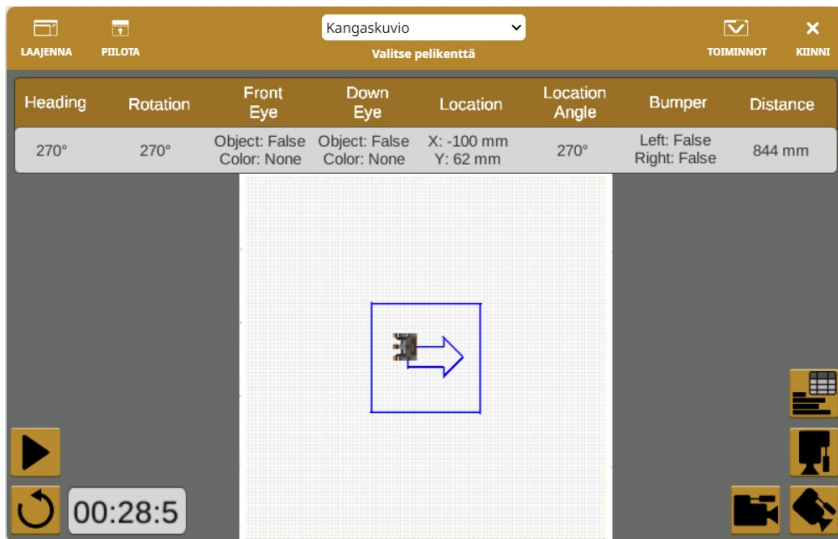 Kangaskuvio
LAAJENNA
PIILOTA
Valitse pelikenttä
TOIMINNOT
KIINNI
Heading
Rotation
Front
Eye
Down
Eye
Location
Location
Angle
Bumper
Distance
270°
270°
Object: False
Color: None
Object: False
Color: None
X: -100 mm
Y: 62 mm
270°
Left: False
Right: False
844 mm
00:28:5